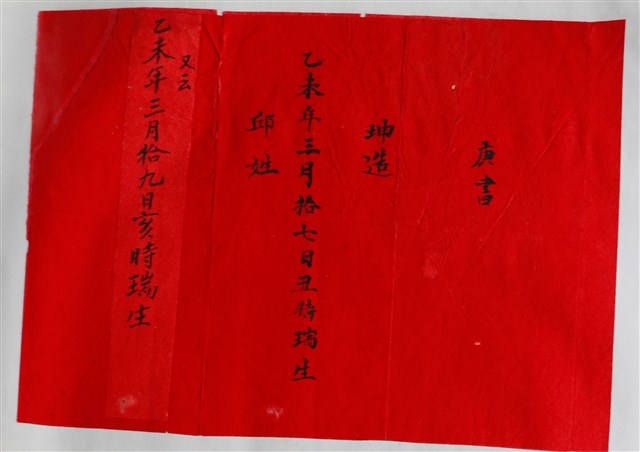 庚書
坤造
乙未年三月拾七日丑時瑞生
邱姓
又云
乙未年三月拾九日亥時瑞生